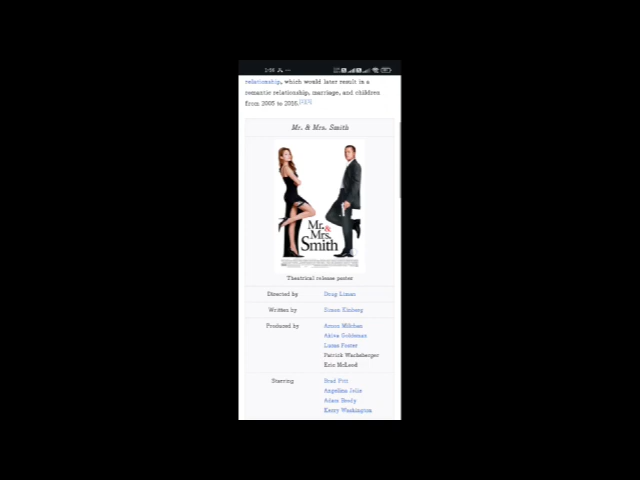 relationship, which would later result in a
romantic relationship, marriage, and children
from 2005 to 2016.
Mr. & Mrs. Smith
Mr. &
Mrs.
Smith
Theatrical release poster
Directed by Doug Liman
Written by Simon Kinberg
Produced by Arnon Milchan
Akiva Goldsman
Lucas Foster
Patrick Wachsberger
Eric McLeod
Starring Brad Pitt
Angelina Jolie
Adam Brody
Kerry Washington